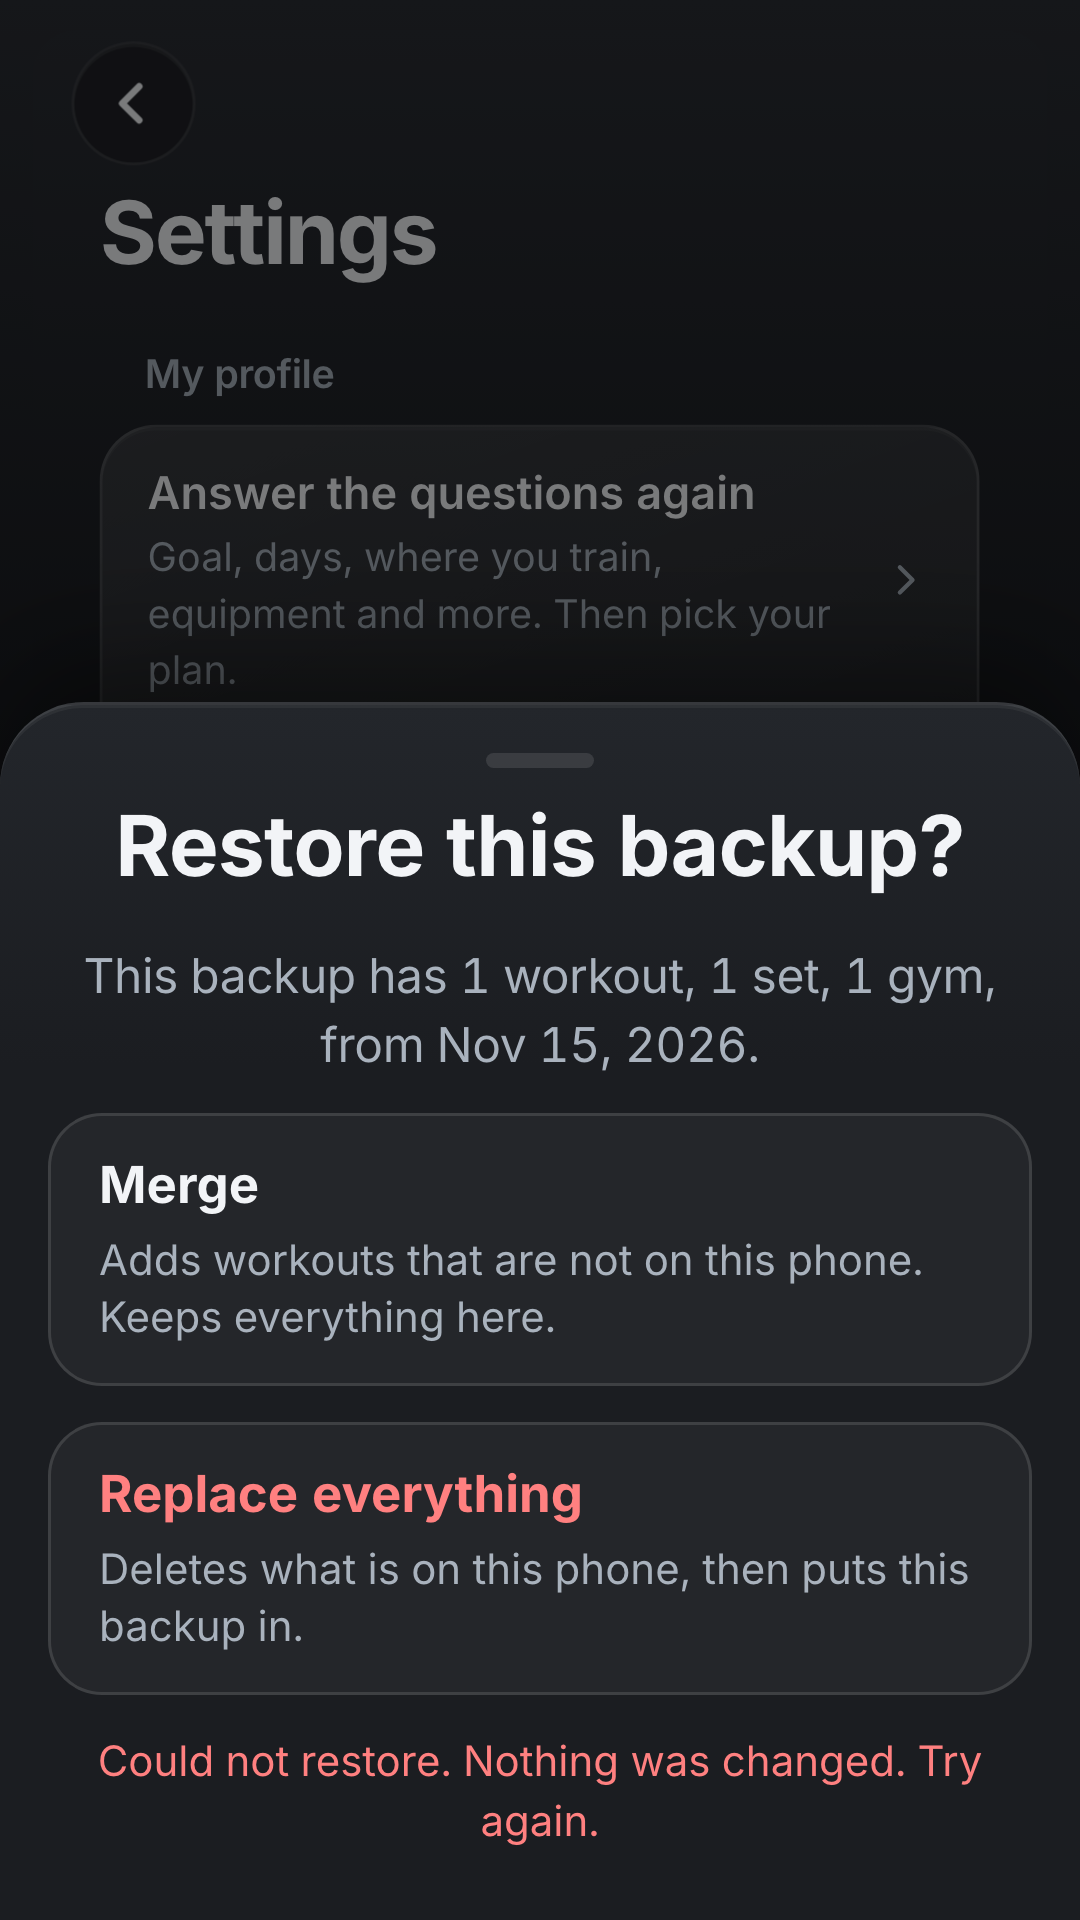 Settings
My profile
Answer the questions again
Goal, days, where you train,
equipment and more. Then pick your
plan.
Restore this backup?
This backup has 1 workout, 1 set, 1 gym,
from Nov 15, 2026.
Merge
Adds workouts that are not on this phone.
Keeps everything here.
Replace everything
Deletes what is on this phone, then puts this
backup in.
Could not restore. Nothing was changed. Try
again.